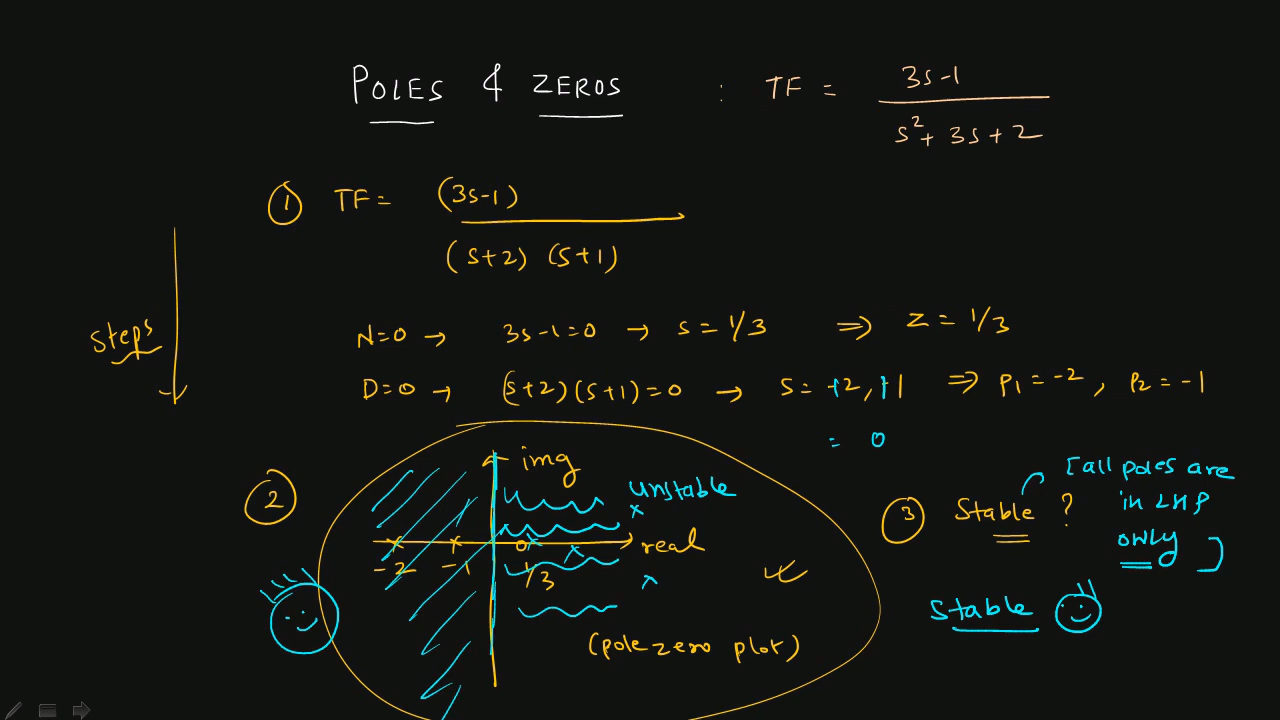 POLES & ZEROS : TF = (3s-1)/(s²+3s+2)
① TF = (3s-1)/((s+2)(s+1))
Steps
N=0 → 3s-1=0 → s=1/3 ⇒ Z=1/3
D=0 → (s+2)(s+1)=0 → s=+2,+1 ⇒ P₁=-2, P₂=-1
= 0
②
img
unstable
real
-2 -1 0 1/3
(pole zero plot)
③ Stable ? [all poles are
in LHP
only]
Stable